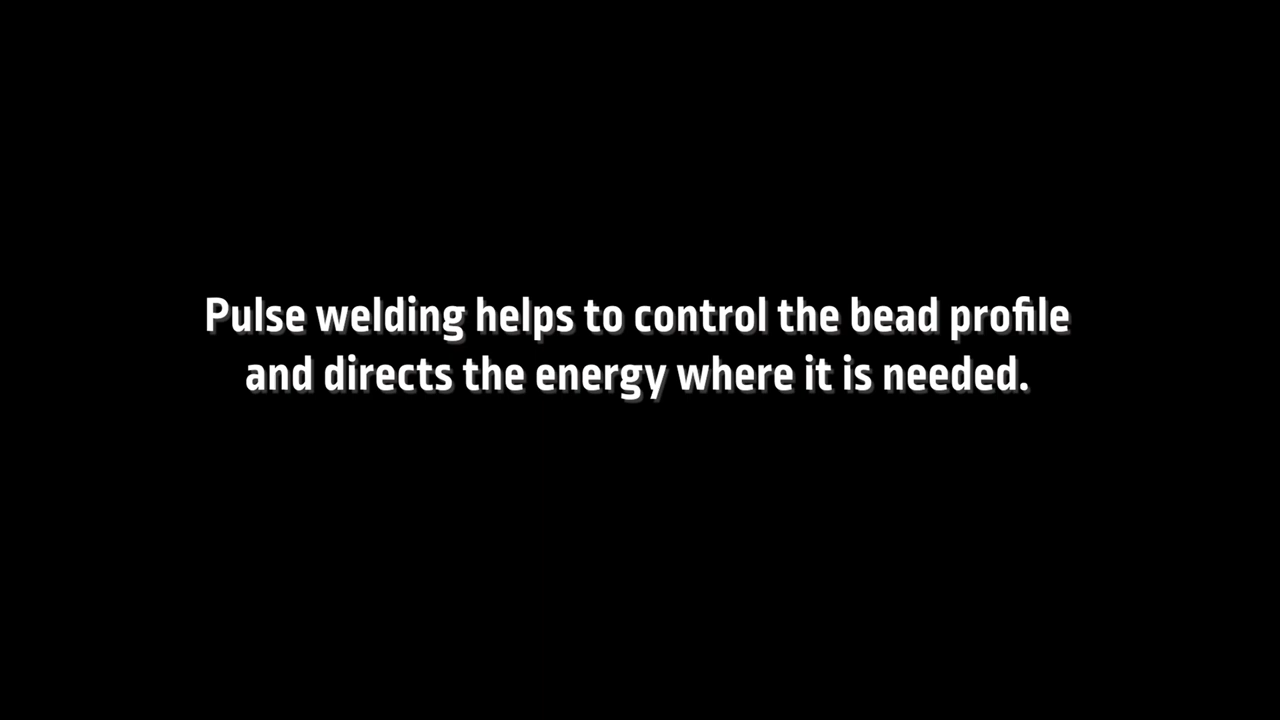 Pulse welding helps to control the bead profile
and directs the energy where it is needed.